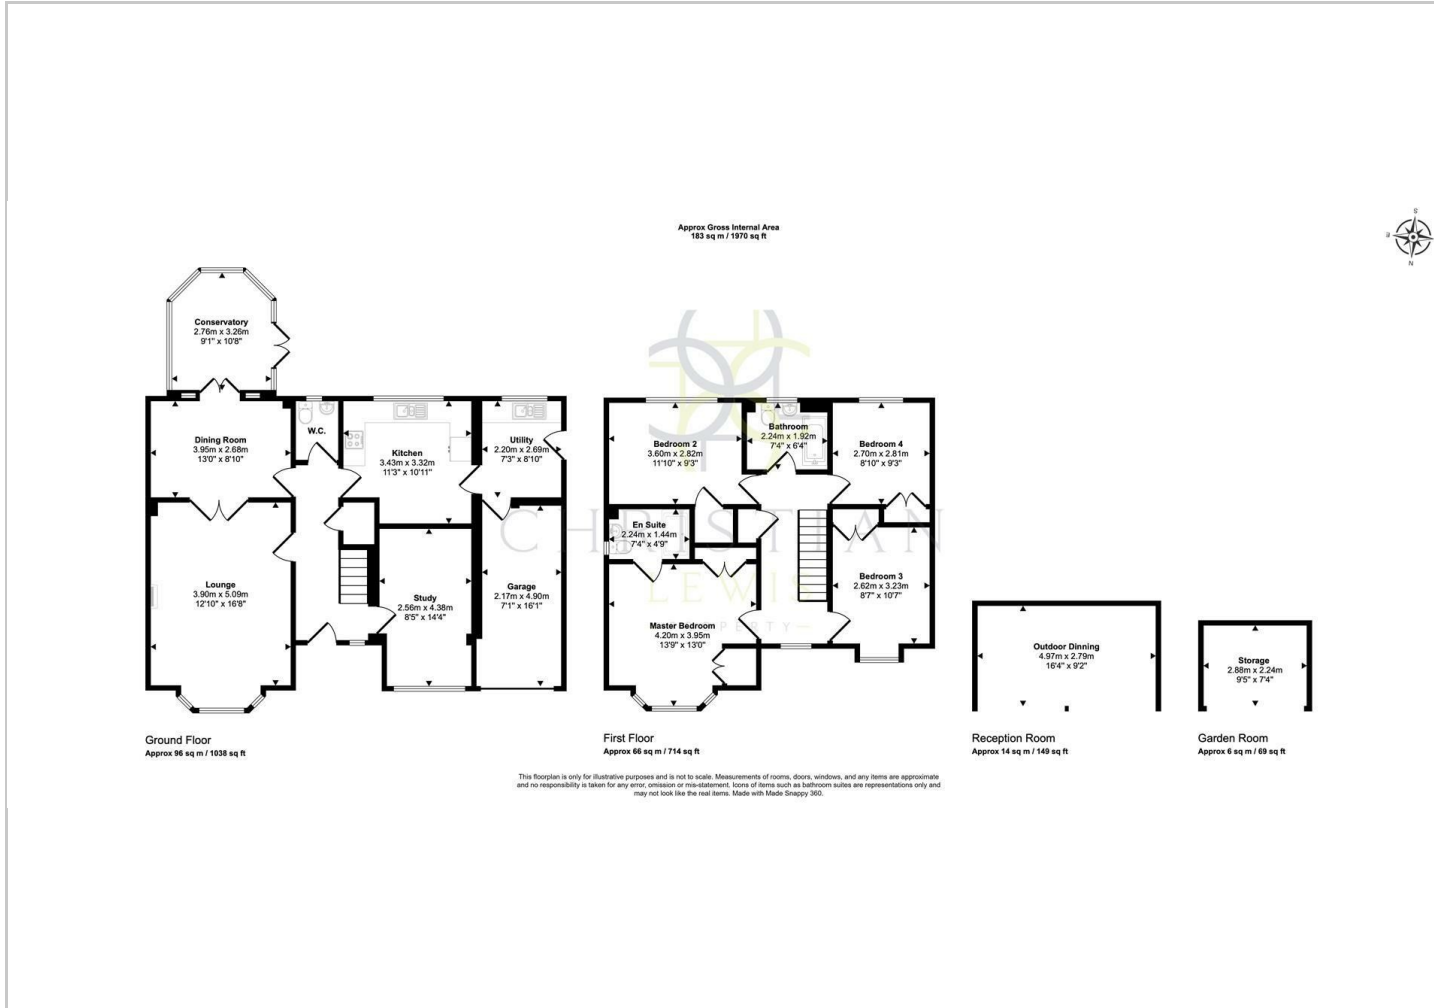 Approx Gross Internal Area
183 sq m / 1970 sq ft
S
E
N
Conservatory
2.76m x 3.26m
9'1" x 10'8"
Dining Room
3.95m x 2.68m
13'0" x 8'10"
W.C.
Kitchen
3.43m x 3.32m
11'3" x 10'11"
Utility
2.20m x 2.69m
7'3" x 8'10"
Lounge
3.90m x 5.09m
12'10" x 16'8"
Study
2.56m x 4.38m
8'5" x 14'4"
Garage
2.17m x 4.90m
7'1" x 16'1"
Ground Floor
Approx 96 sq m / 1038 sq ft
Bedroom 2
3.60m x 2.82m
11'10" x 9'3"
Bathroom
2.24m x 1.92m
7'4" x 6'4"
Bedroom 4
2.70m x 2.81m
8'10" x 9'3"
En Suite
2.24m x 1.44m
7'4" x 4'9"
Bedroom 3
2.62m x 3.23m
8'7" x 10'7"
Master Bedroom
4.20m x 3.95m
13'9" x 13'0"
First Floor
Approx 66 sq m / 714 sq ft
CHRISTIAN
LEWIS
Outdoor Dinning
4.97m x 2.79m
16'4" x 9'2"
Reception Room
Approx 14 sq m / 149 sq ft
Storage
2.88m x 2.24m
9'5" x 7'4"
Garden Room
Approx 6 sq m / 69 sq ft
This floorplan is only for illustrative purposes and is not to scale. Measurements of rooms, doors, windows, and any items are approximate
and no responsibility is taken for any error, omission or mis-statement. Icons of items such as bathroom suites are representations only and
may not look like the real items. Made with Made Snappy 360.